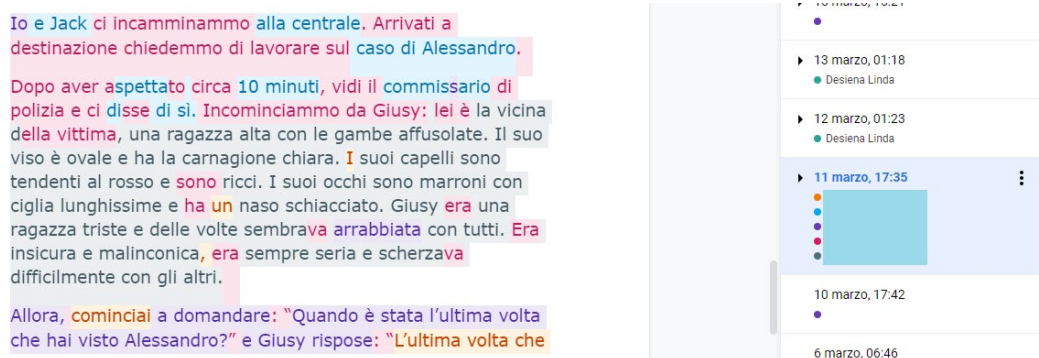 Io e Jack ci incamminammo alla centrale. Arrivati a
destinazione chiedemmo di lavorare sul caso di Alessandro.
Dopo aver aspettato circa 10 minuti, vidi il commissario di
polizia e ci disse di sì. Incominciammo da Giusy: lei è la vicina
della vittima, una ragazza alta con le gambe affusolate. Il suo
viso è ovale e ha la carnagione chiara. I suoi capelli sono
tendenti al rosso e sono ricci. I suoi occhi sono marroni con
ciglia lunghissime e ha un naso schiacciato. Giusy era una
ragazza triste e delle volte sembrava arrabbiata con tutti. Era
insicura e malinconica, era sempre seria e scherzava
difficilmente con gli altri.
Allora, cominciai a domandare: “Quando è stata l’ultima volta
che hai visto Alessandro?” e Giusy rispose: “L’ultima volta che
13 marzo, 01:18
Desiena Linda
12 marzo, 01:23
Desiena Linda
11 marzo, 17:35
10 marzo, 17:42
6 marzo, 06:46